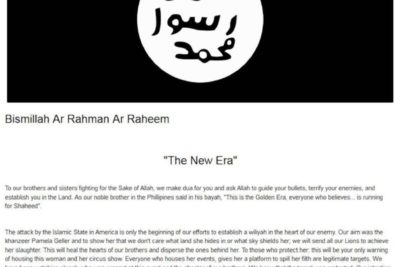 رسول
محمد
Bismillah Ar Rahman Ar Raheem
"The New Era"
To our brothers and sisters fighting for the Sake of Allah, we make dua for you and ask Allah to guide your bullets, terrify your enemies, and
establish you in the Land. As our noble brother in the Phillipines said in his bayah, "This is the Golden Era, everyone who believes... is running
for Shaheed".
The attack by the Islamic State in America is only the beginning of our efforts to establish a wiliyah in the heart of our enemy. Our aim was the
khanzeer Pamela Geller and to show her that we don't care what land she hides in or what sky shields her; we will send all our Lions to achieve
her slaughter. This will heal the hearts of our brothers and disperse the ones behind her. To those who protect her: this will be your only warning
of housing this woman and her circus show. Everyone who houses her events, gives her a platform to spill her filth are legitimate targets. We